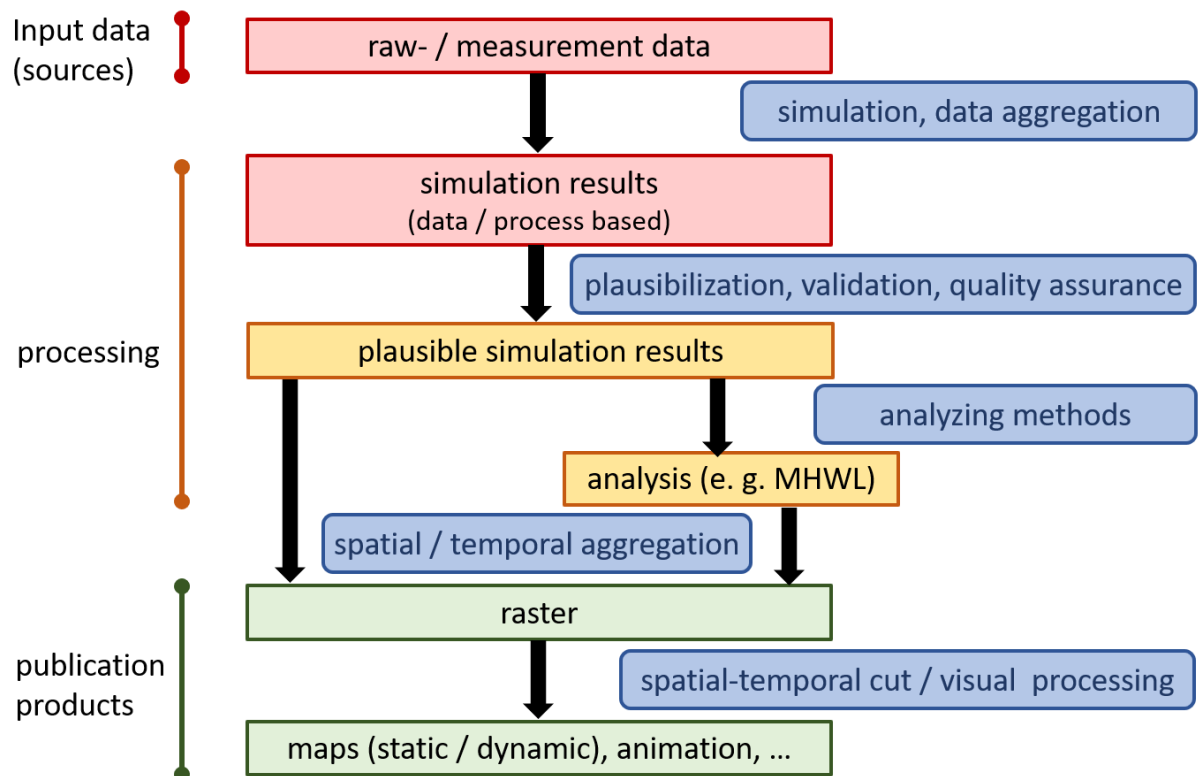 Input data
(sources)
raw- / measurement data
simulation, data aggregation
simulation results
(data / process based)
plausibilization, validation, quality assurance
processing
plausible simulation results
analyzing methods
analysis (e. g. MHWL)
spatial / temporal aggregation
raster
publication
products
spatial-temporal cut / visual processing
maps (static / dynamic), animation, ...